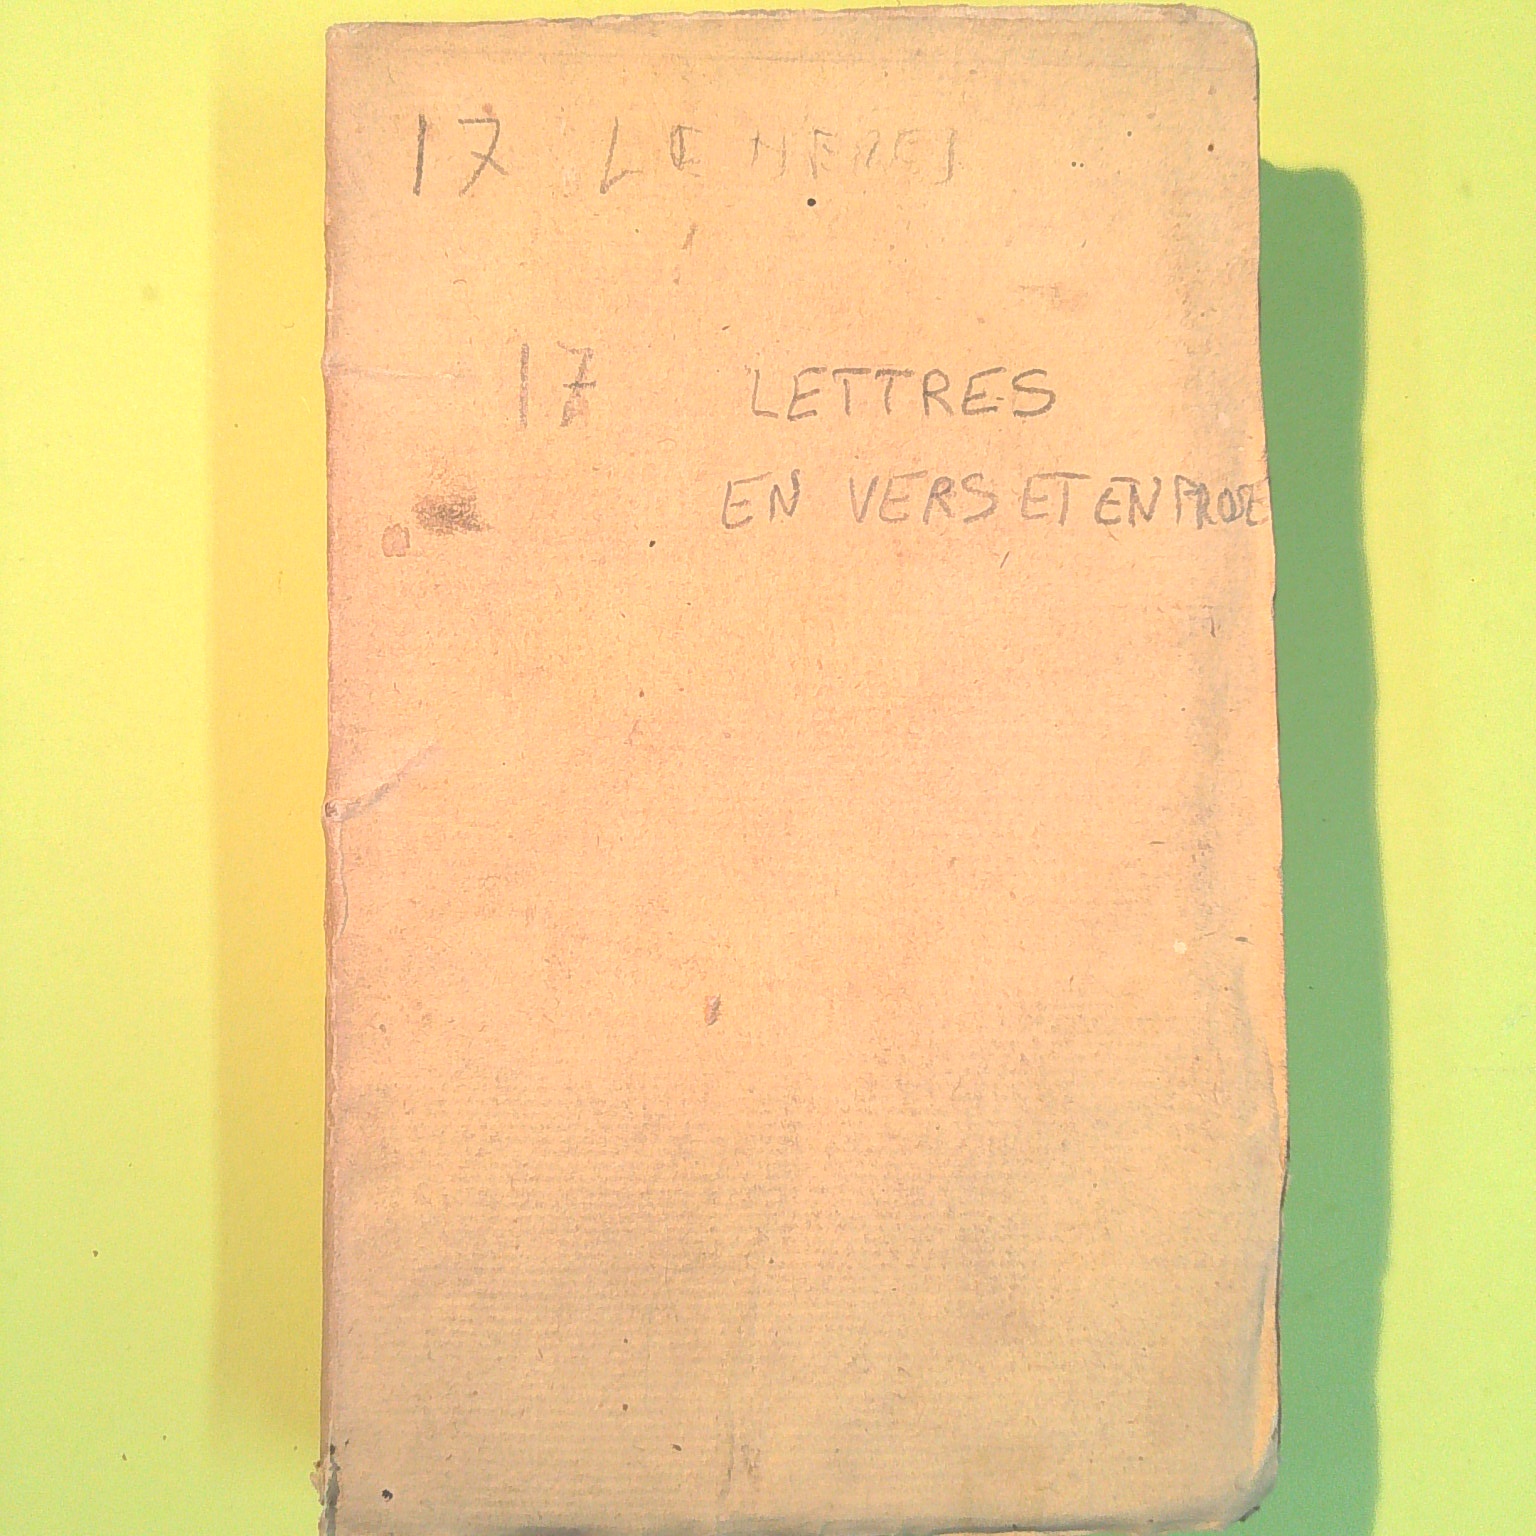 17
17 LETTRES
EN VERS ET EN PROSE